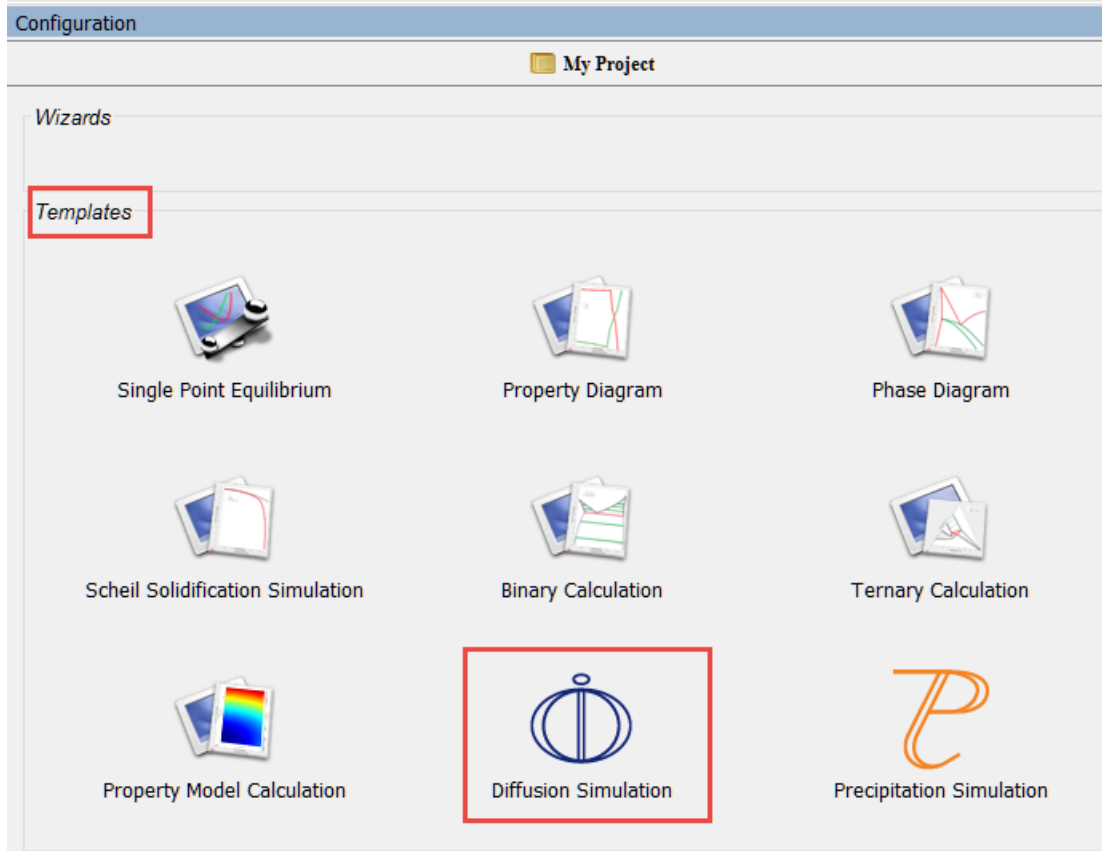 Configuration
My Project
Wizards
Templates
Single Point Equilibrium
Property Diagram
Phase Diagram
Scheil Solidification Simulation
Binary Calculation
Ternary Calculation
Property Model Calculation
Diffusion Simulation
Precipitation Simulation